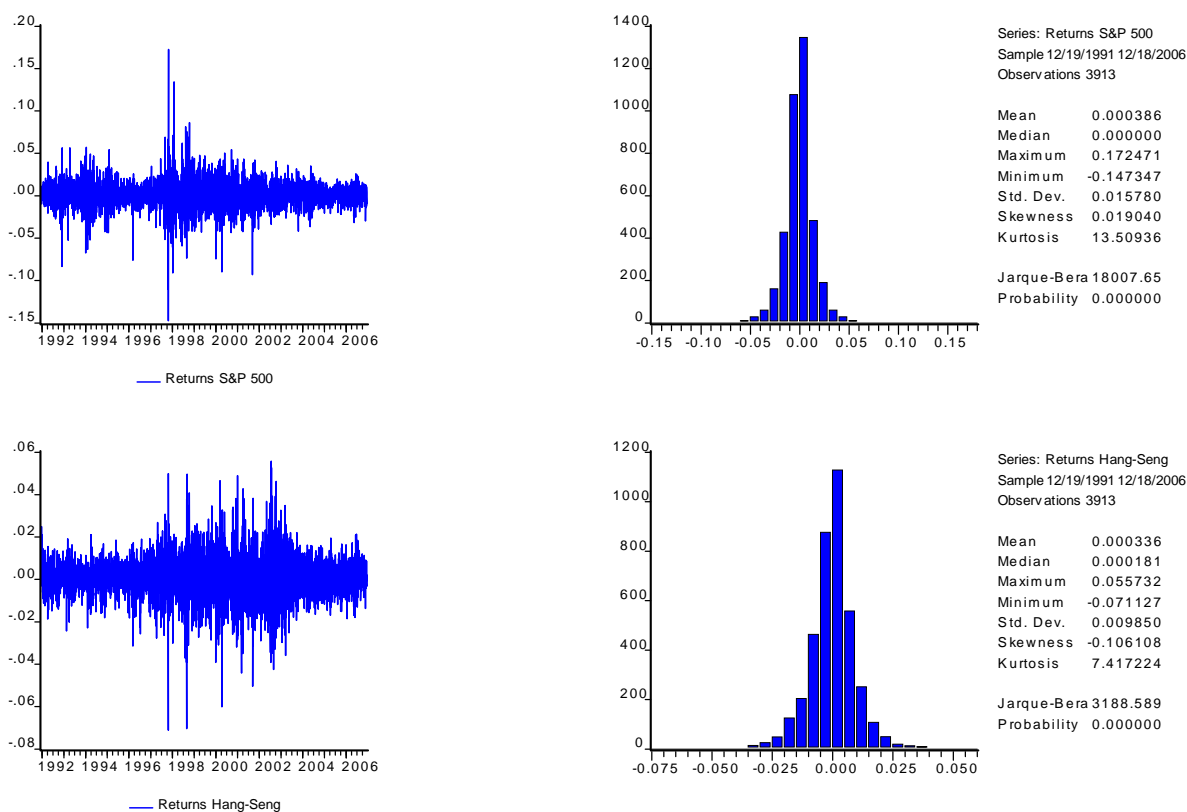 .20
.15
.10
.05
.00
-.05
-.10
-.15
1992 1994 1996 1998 2000 2002 2004 2006
Returns S&P 500
1400
1200
1000
800
600
400
200
0
-0.15 -0.10 -0.05 0.00 0.05 0.10 0.15
Series: Returns S&P 500
Sample 12/19/1991 12/18/2006
Observations 3913
Mean 0.000386
Median 0.000000
Maximum 0.172471
Minimum -0.147347
Std. Dev. 0.015780
Skewness 0.019040
Kurtosis 13.50936
Jarque-Bera 18007.65
Probability 0.000000
.06
.04
.02
.00
-.02
-.04
-.06
-.08
1992 1994 1996 1998 2000 2002 2004 2006
Returns Hang-Seng
1200
1000
800
600
400
200
0
-0.075 -0.050 -0.025 0.000 0.025 0.050
Series: Returns Hang-Seng
Sample 12/19/1991 12/18/2006
Observations 3913
Mean 0.000336
Median 0.000181
Maximum 0.055732
Minimum -0.071127
Std. Dev. 0.009850
Skewness -0.106108
Kurtosis 7.417224
Jarque-Bera 3188.589
Probability 0.000000